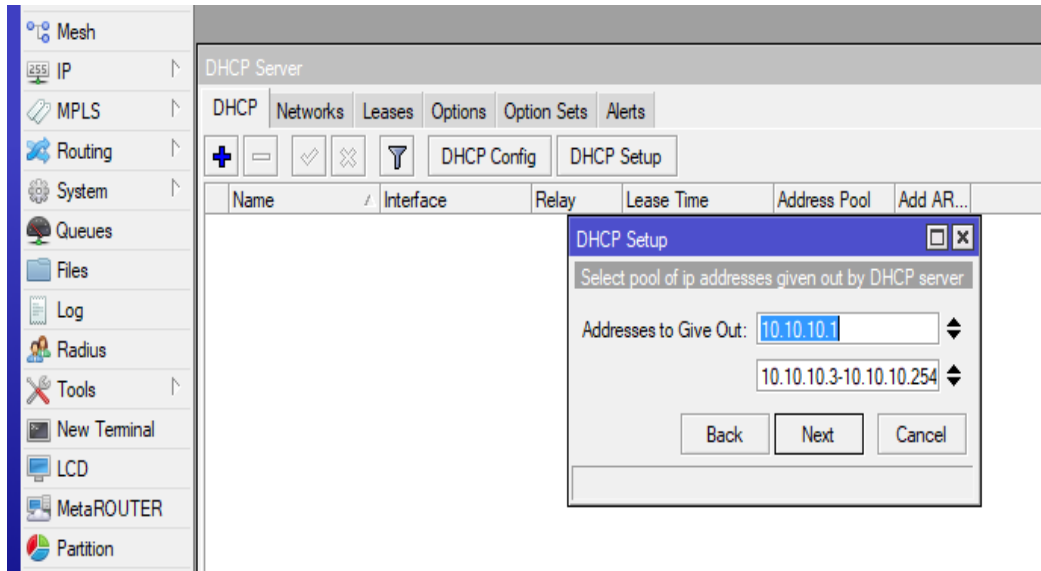 Mesh
255 IP
MPLS
Routing
System
Queues
Files
Log
Radius
Tools
New Terminal
LCD
MetaROUTER
Partition
DHCP Server
DHCP Networks Leases Options Option Sets Alerts
DHCP Config DHCP Setup
Name Interface Relay Lease Time Address Pool Add AR...
DHCP Setup
Select pool of ip addresses given out by DHCP server
Addresses to Give Out: 10.10.10.1
10.10.10.3-10.10.10.254
Back Next Cancel